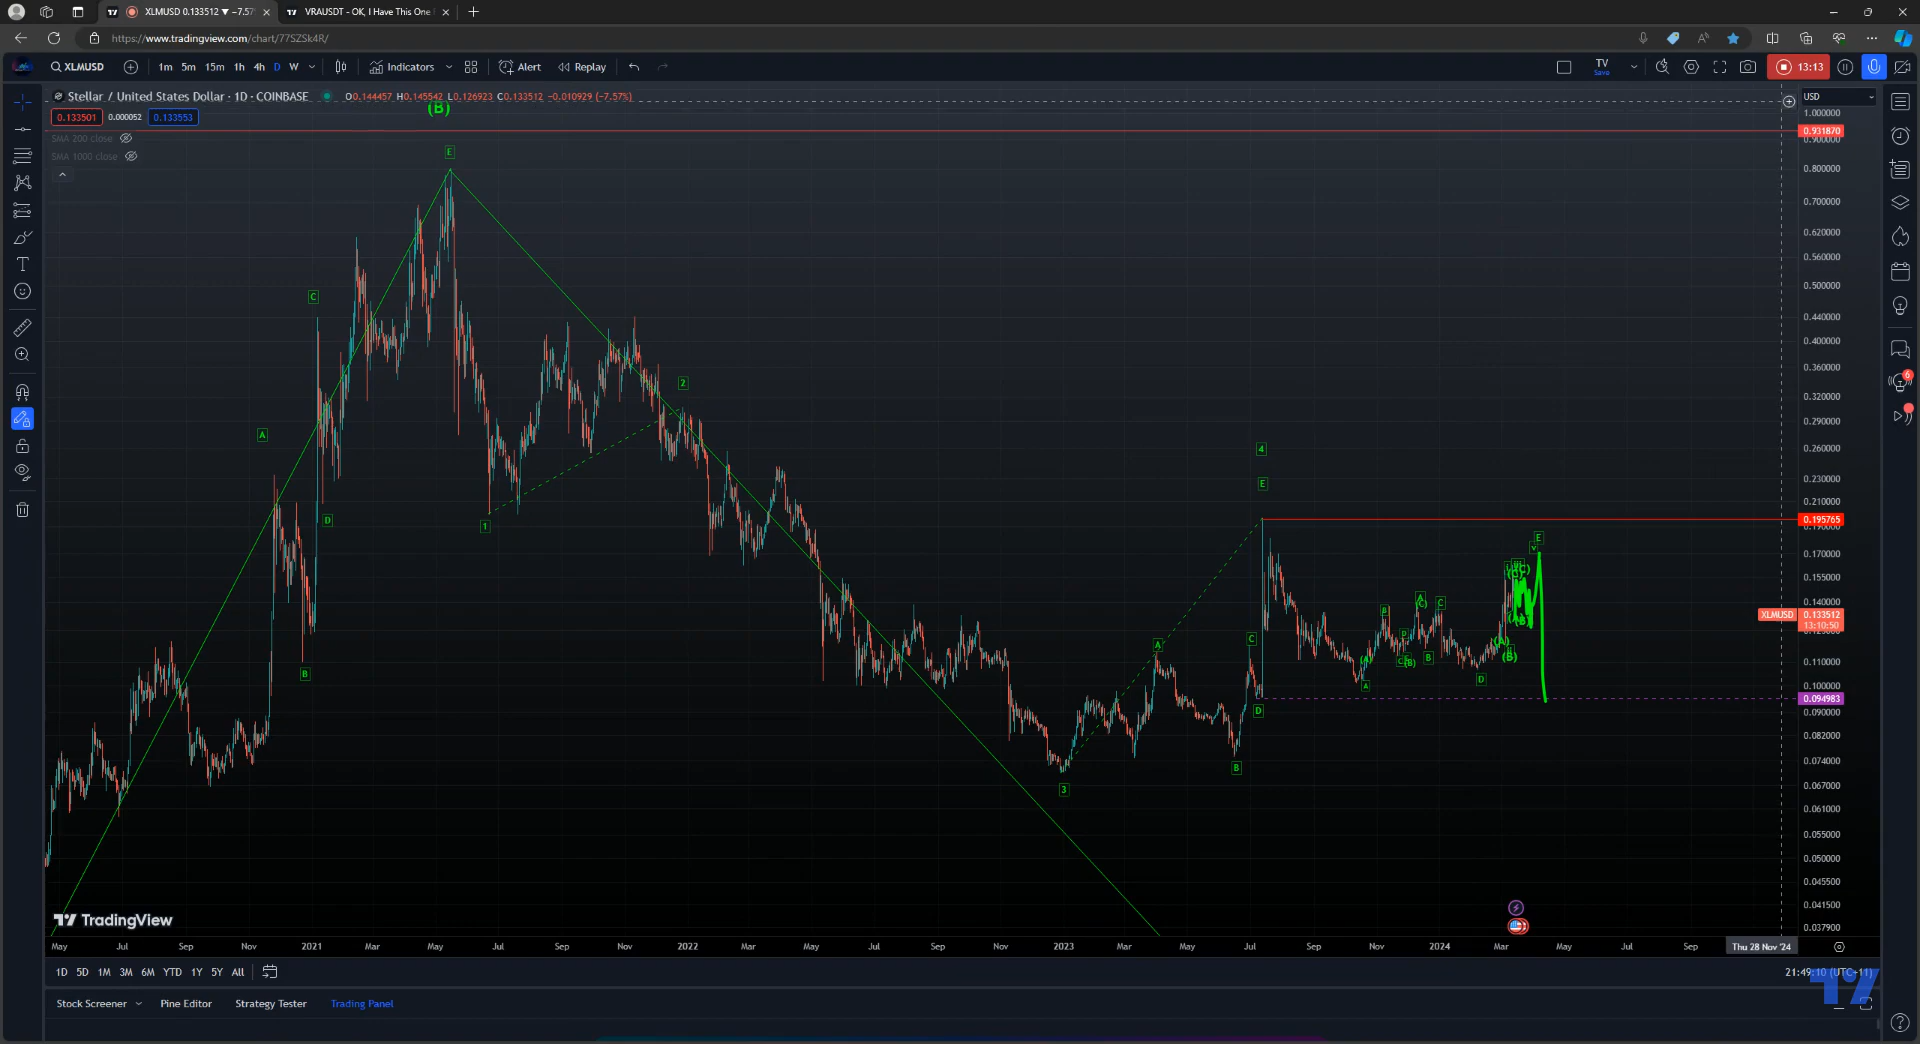 XLMUSD 0.133512 ▼ −7.57%
VRAUSDT - OK, I Have This One
https://www.tradingview.com/chart/77SZSk4R/
XLMUSD 1m 5m 15m 1h 4h D W Indicators Alert Replay TV Save 13:13
Stellar / United States Dollar · 1D · COINBASE O0.144457 H0.145542 L0.126923 C0.133512 −0.010929 (−7.57%) USD
0.133501 0.000052 0.133553
SMA 200 close
SMA 1000 close
(B)
E
C
A
D
B
1
2
3
4
E
A
C
D
B
E
v
A
B
C
D
1.000000
0.931870
0.900000
0.800000
0.700000
0.620000
0.560000
0.500000
0.440000
0.400000
0.360000
0.320000
0.290000
0.260000
0.230000
0.210000
0.195765
0.170000
0.155000
0.140000
XLMUSD 0.133512
13:10:50
0.110000
0.100000
0.094983
0.090000
0.082000
0.074000
0.067000
0.061000
0.055000
0.050000
0.045500
0.041500
0.037900
TradingView
May Jul Sep Nov 2021 Mar May Jul Sep Nov 2022 Mar May Jul Sep Nov 2023 Mar May Jul Sep Nov 2024 Mar May Jul Sep Thu 28 Nov '24
1D 5D 1M 3M 6M YTD 1Y 5Y All 21:49:10 (UTC+11)
Stock Screener Pine Editor Strategy Tester Trading Panel